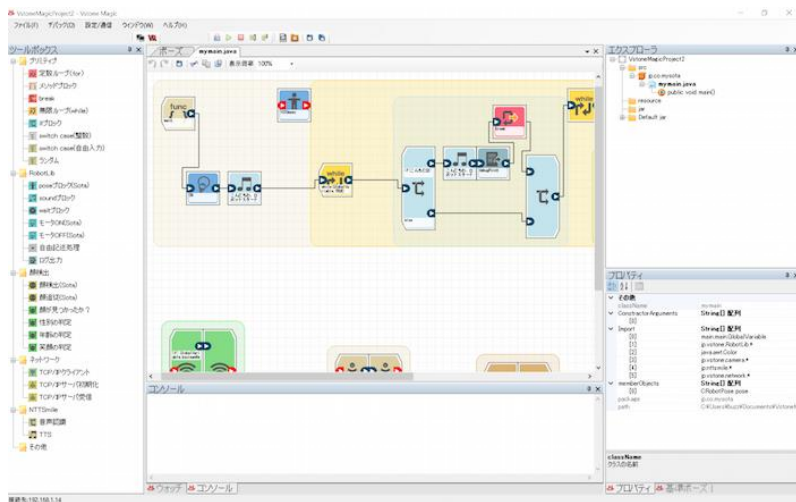 VstoneMagicProject2 - Vstone Magic
ファイル(F) デバッグ(D) 設定/通信 ウインドウ(W) ヘルプ(H)
ツールボックス
プリミティブ
定数ループ(for)
メソッドブロック
break
無限ループ(while)
ifブロック
switch case(整数)
switch case(自由入力)
ランダム
RobotLib
poseブロック(Sota)
soundブロック
waitブロック
モータON(Sota)
モータOFF(Sota)
自由記述処理
ログ出力
顔検出
顔検出(Sota)
顔追従(Sota)
顔が見つかったか?
性別の判定
年齢の判定
笑顔の判定
ネットワーク
TCP/IPクライアント
TCP/IPサーバ初期化
TCP/IPサーバ受信
NTTSmile
音声認識
TTS
その他
ポーズ
mymain.java
表示倍率 100%
func
while
while
コンソール
ウォッチ
コンソール
エクスプローラ
VstoneMagicProject2
src
jp.co.mysota
mymain.java
public void main()
resource
jar
Default jar
プロパティ
その他
className mymain
Constructor Arguments String[] 配列
[0]
Import String[] 配列
[0] main.main.GlobalVariable
[1] jp.vstone.RobotLib.*
[2] java.awt.Color
[3] jp.vstone.camera.*
[4]
[5] jp.vstone.network.*
memberObjects String[] 配列
[0] CRobotPose pose
package jp.co.mysota
path
className
クラスの名前
プロパティ
基準ポーズ
接続先:192.168.1.14